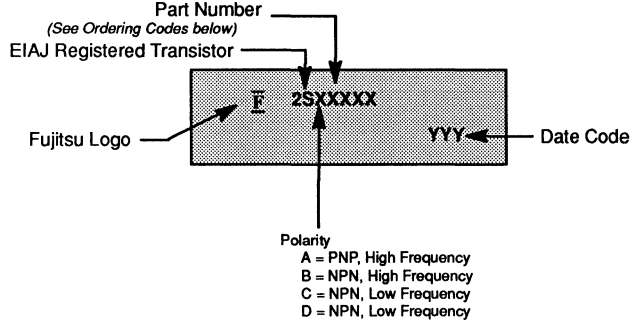 Part Number
(See Ordering Codes below)
EIAJ Registered Transistor
F 2SXXXXX
Fujitsu Logo
YYY Date Code
Polarity
A = PNP, High Frequency
B = NPN, High Frequency
C = NPN, Low Frequency
D = NPN, Low Frequency